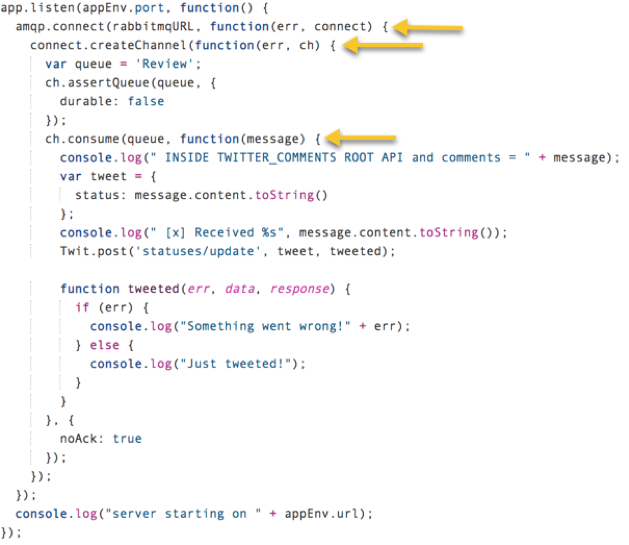 app.listen(appEnv.port, function() {
  amqp.connect(rabbitmqURL, function(err, connect) {
    connect.createChannel(function(err, ch) {
      var queue = 'Review';
      ch.assertQueue(queue, {
        durable: false
      });
      ch.consume(queue, function(message) {
        console.log(" INSIDE TWITTER_COMMENTS ROOT API and comments = " + message);
        var tweet = {
          status: message.content.toString()
        };
        console.log(" [x] Received %s", message.content.toString());
        Twit.post('statuses/update', tweet, tweeted);

        function tweeted(err, data, response) {
          if (err) {
            console.log("Something went wrong!" + err);
          } else {
            console.log("Just tweeted!");
          }
        }
      }, {
        noAck: true
      });
    });
  });
  console.log("server starting on " + appEnv.url);
});